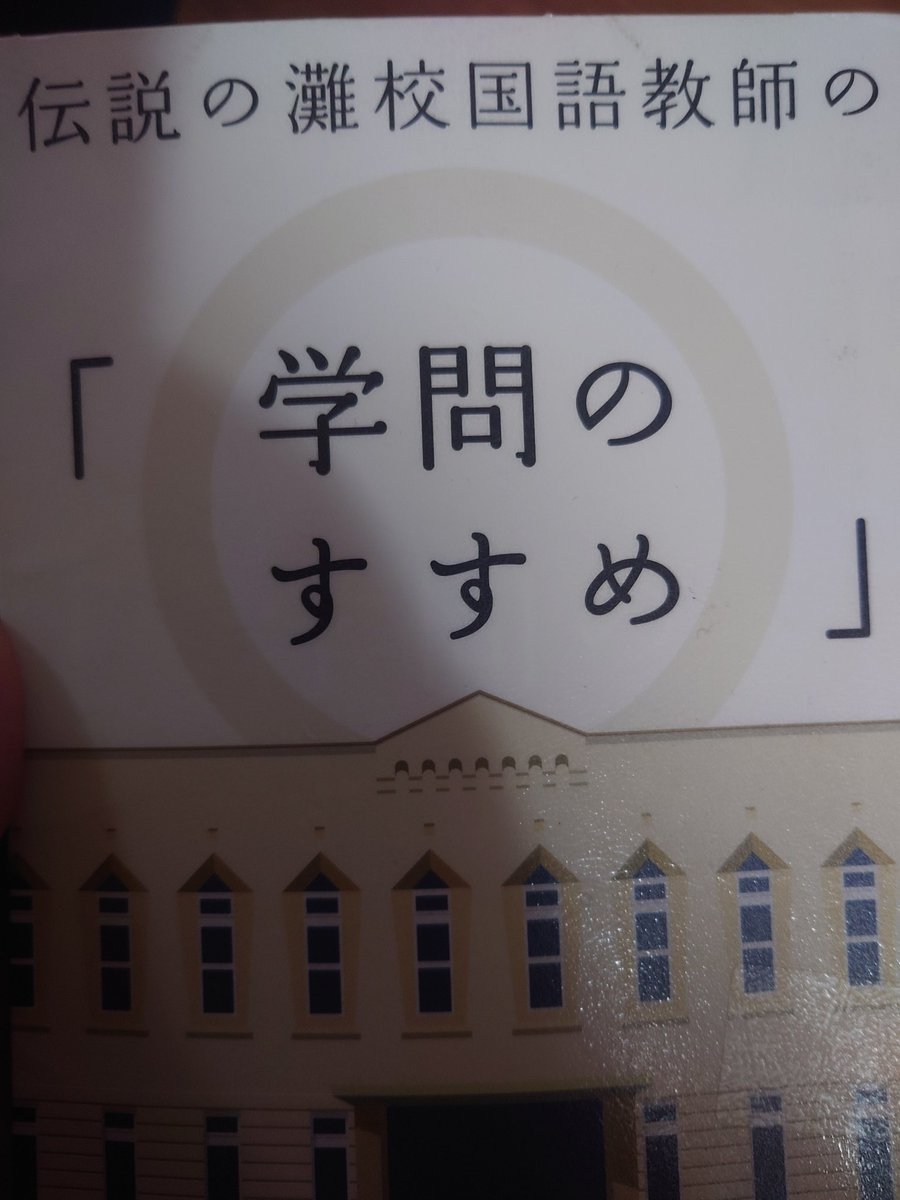 伝説の灘校国語教師の
「学問の
すすめ」